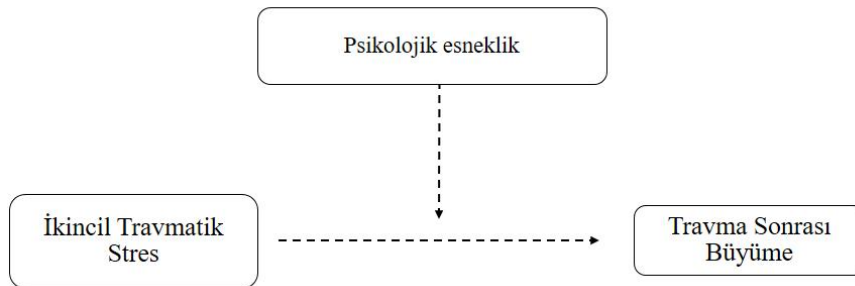 Psikolojik esneklik
İkincil Travmatik
Stres
Travma Sonrası
Büyüme